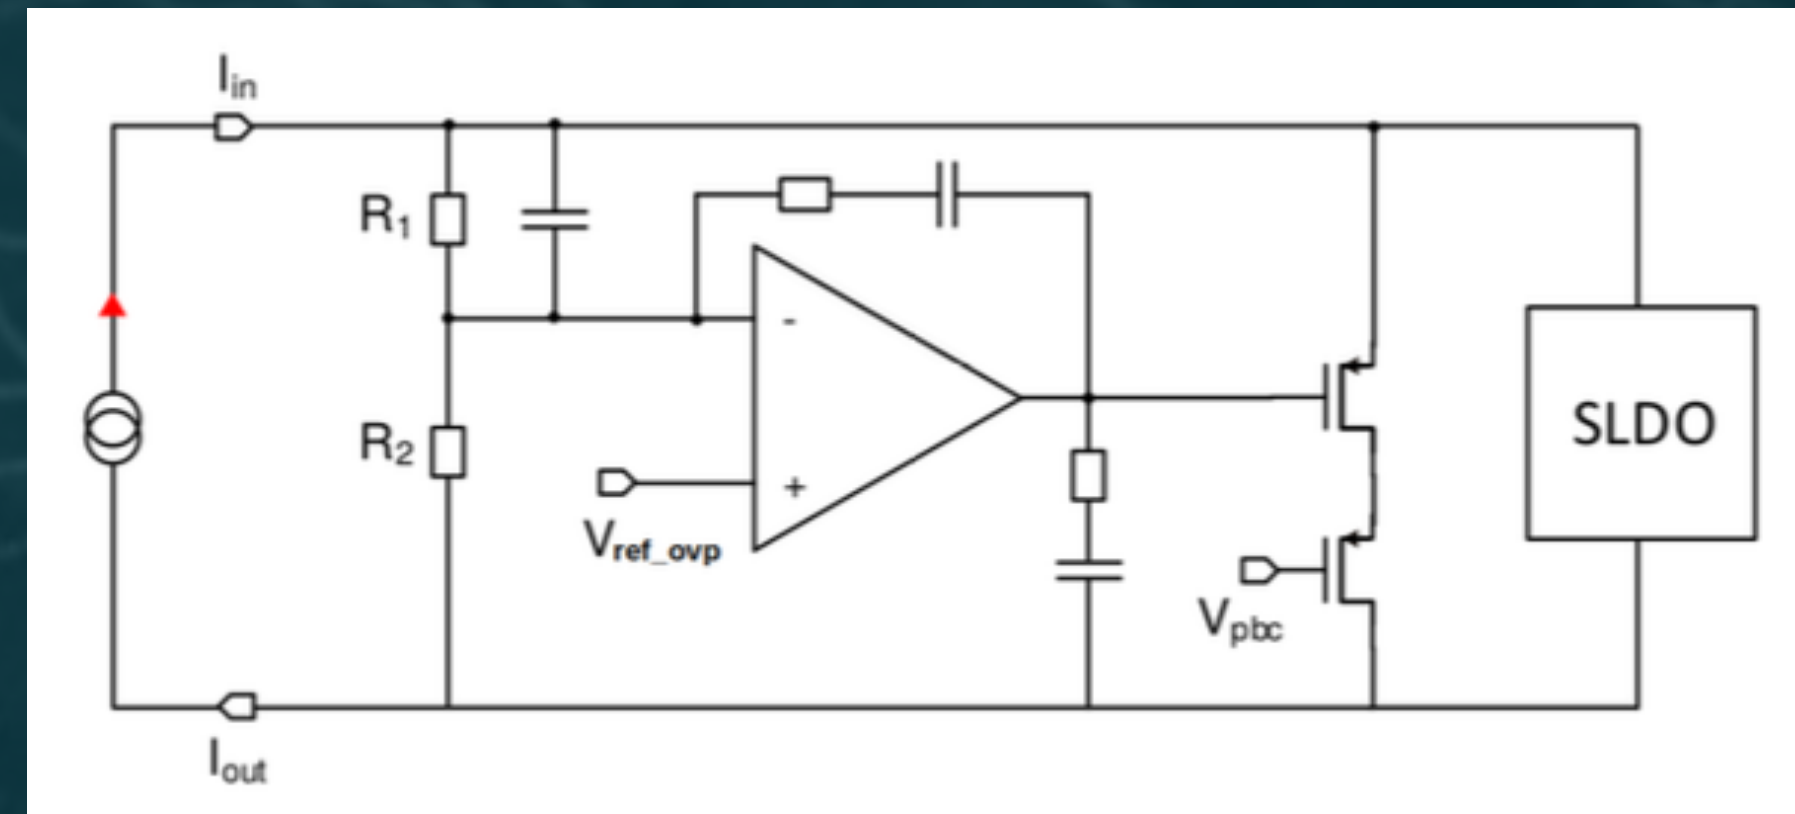 Iin
R1
-
SLDO
R2
+
Vref_ovp
Vpbc
Iout